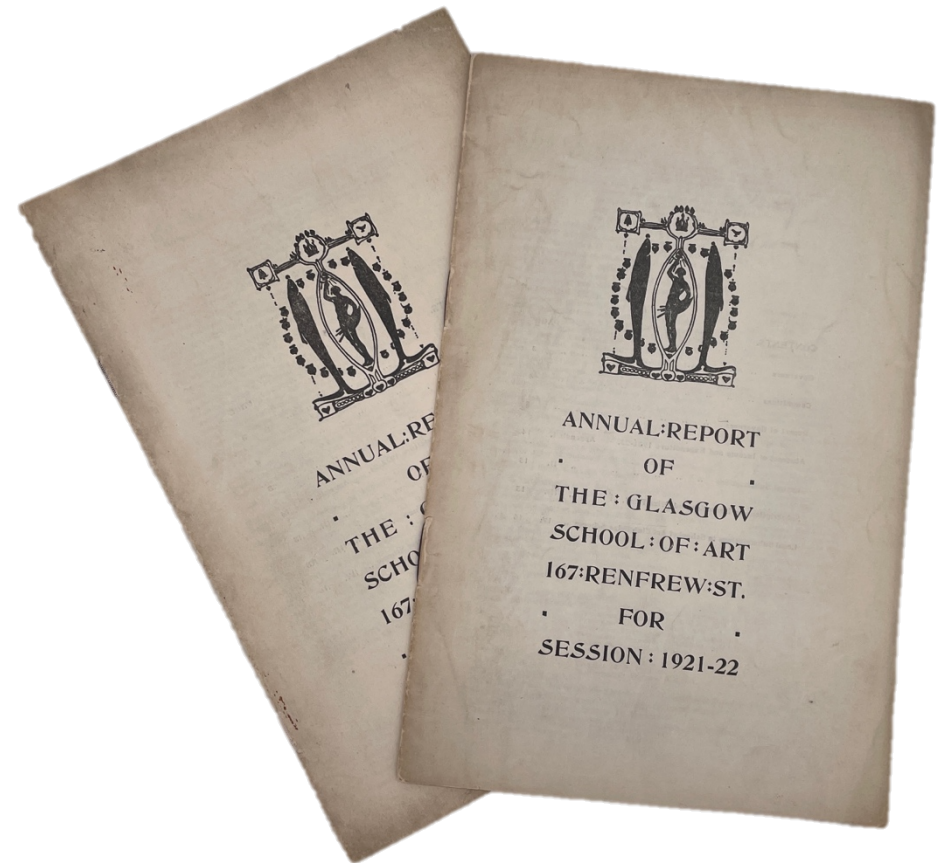 ANNUAL:RE
OF
THE :
SCHO
167:
ANNUAL:REPORT
. OF .
THE : GLASGOW
SCHOOL : OF : ART
167:RENFREW:ST.
. FOR .
SESSION : 1921-22